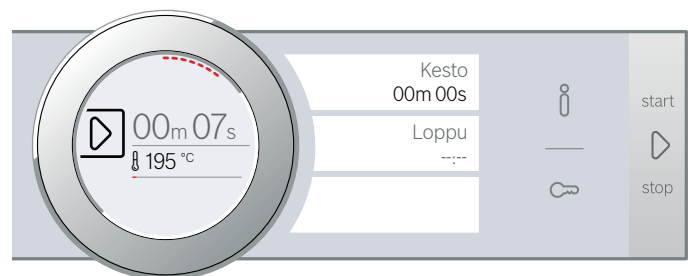 00m 07s
195 °C
Kesto
00m 00s
Loppu
--:--
start
stop